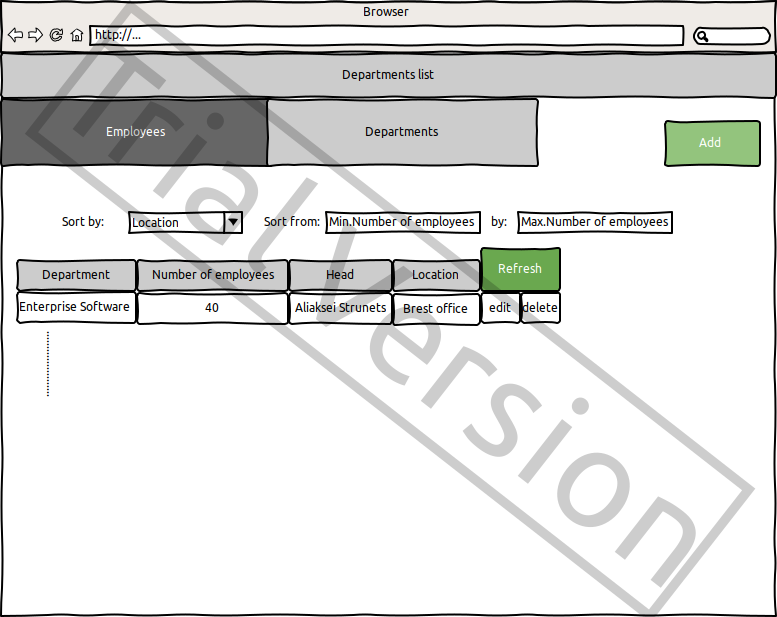 Browser
http://...
Departments list
Employees
Departments
Add
Sort by:
Location
Sort from:
Min.Number of employees
by:
Max.Number of employees
Department
Number of employees
Head
Location
Refresh
Enterprise Software
40
Aliaksei Strunets
Brest office
edit
delete
Trial Version